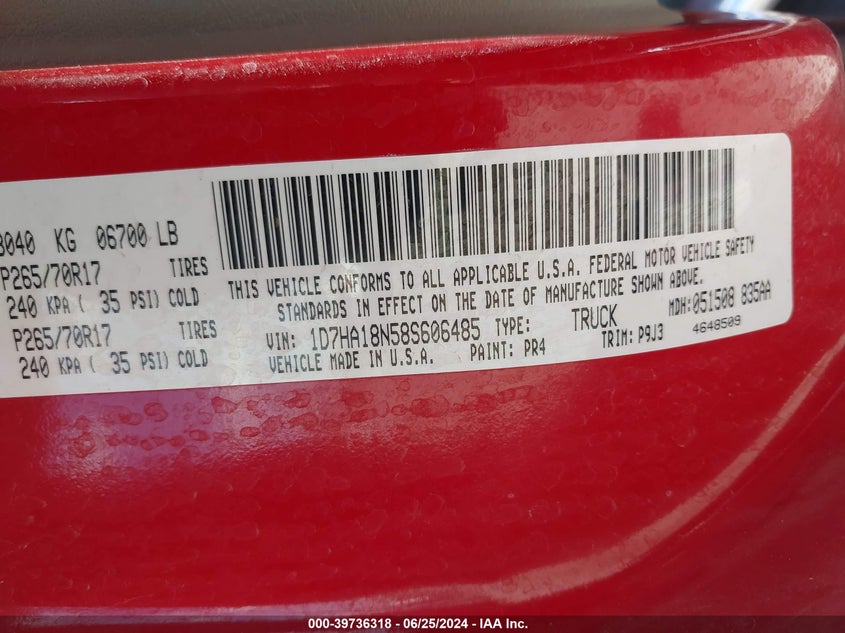 3040 KG 06700 LB
P265/70R17 TIRES
240 KPA ( 35 PSI) COLD
P265/70R17 TIRES
240 KPA ( 35 PSI) COLD
THIS VEHICLE CONFORMS TO ALL APPLICABLE U.S.A. FEDERAL MOTOR VEHICLE SAFETY
STANDARDS IN EFFECT ON THE DATE OF MANUFACTURE SHOWN ABOVE.
MDH:051508 835AA
VIN: 1D7HA18N58S606485 TYPE: TRUCK
4648509
VEHICLE MADE IN U.S.A. PAINT: PR4 TRIM: P9J3
000-39736318 - 06/25/2024 - IAA Inc.